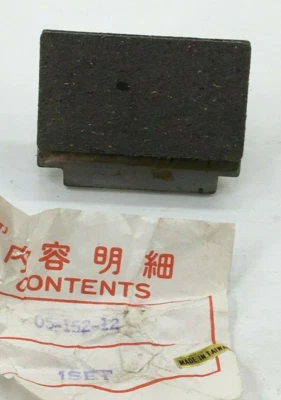 内容明細
CONTENTS
05-152-12
MADE IN TAIWAN
1SET